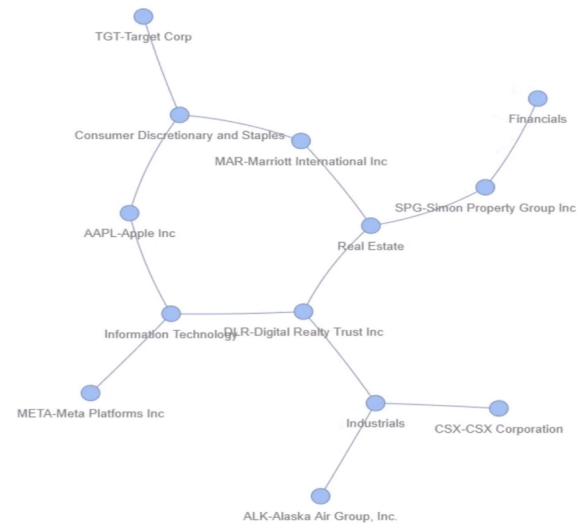 TGT-Target Corp
Financials
Consumer Discretionary and Staples
MAR-Marriott International Inc
SPG-Simon Property Group Inc
AAPL-Apple Inc
Real Estate
Information Technology
DLR-Digital Realty Trust Inc
META-Meta Platforms Inc
Industrials
CSX-CSX Corporation
ALK-Alaska Air Group, Inc.